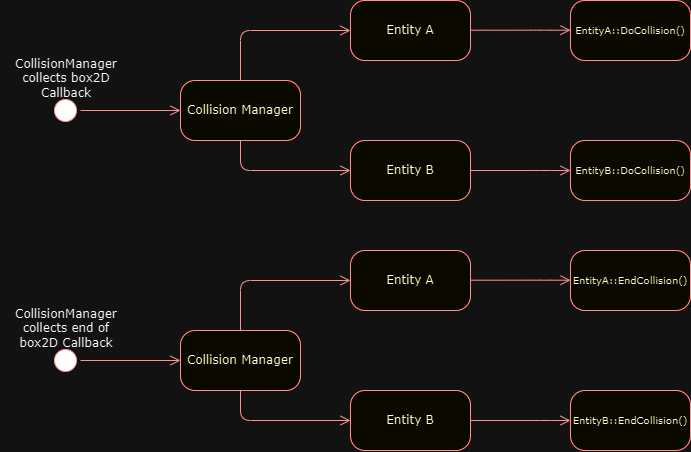 Entity A
EntityA::DoCollision()
CollisionManager
collects box2D
Callback
Collision Manager
Entity B
EntityB::DoCollision()
Entity A
EntityA::EndCollision()
CollisionManager
collects end of
box2D Callback
Collision Manager
Entity B
EntityB::EndCollision()